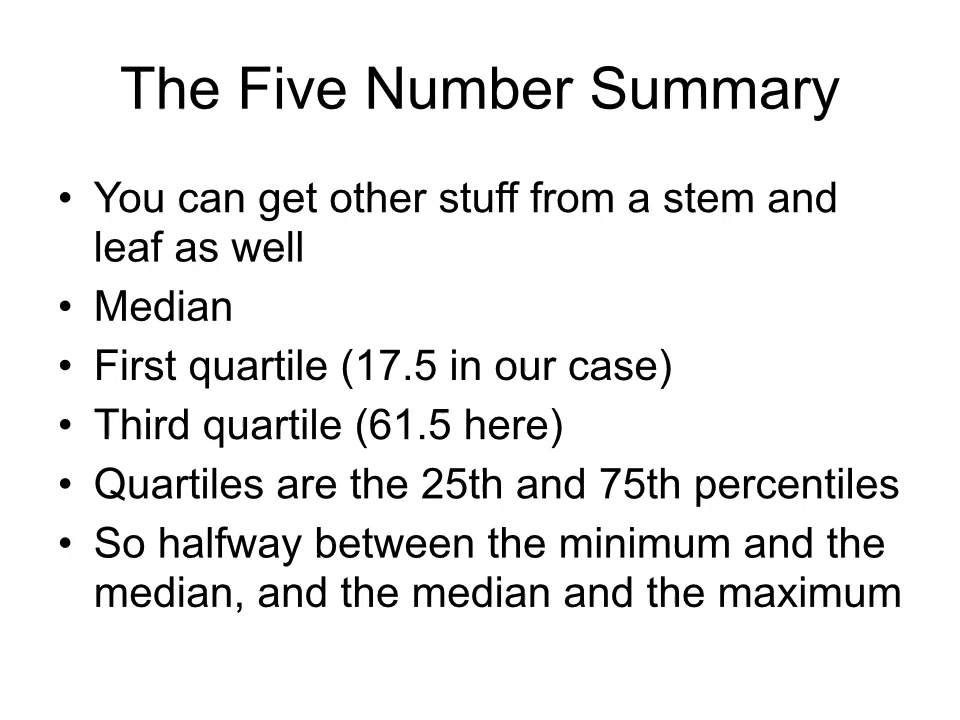 The Five Number Summary
• You can get other stuff from a stem and
leaf as well
• Median
• First quartile (17.5 in our case)
• Third quartile (61.5 here)
• Quartiles are the 25th and 75th percentiles
• So halfway between the minimum and the
median, and the median and the maximum